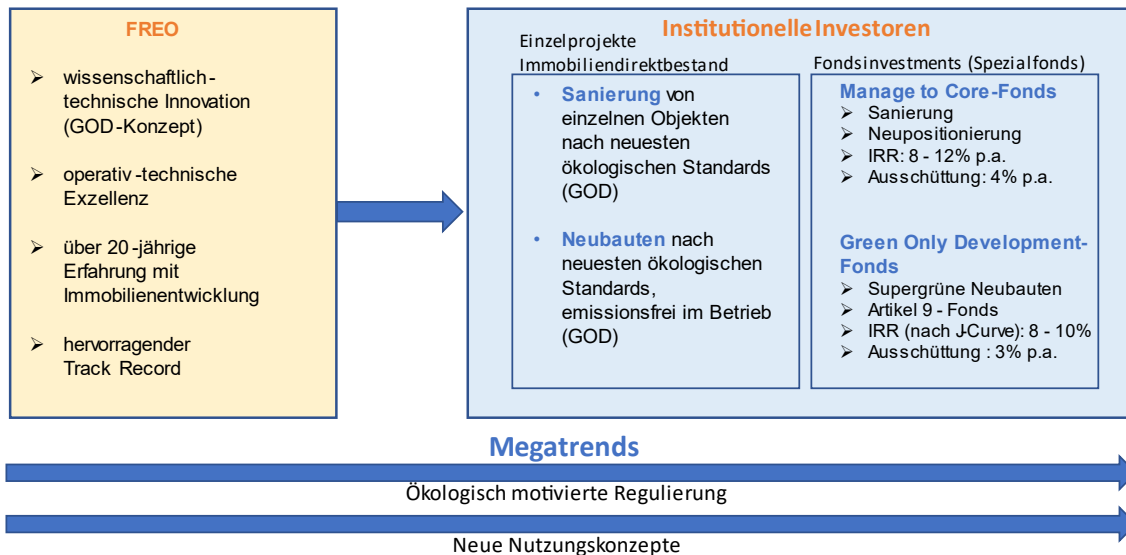 FREO
wissenschaftlich-
technische Innovation
(GOD-Konzept)
operativ-technische
Exzellenz
über 20-jährige
Erfahrung mit
Immobilienentwicklung
hervorragender
Track Record
Institutionelle Investoren
Einzelprojekte
Immobiliendirektbestand
Sanierung von
einzelnen Objekten
nach neuesten
ökologischen Standards
(GOD)
Neubauten nach
neuesten ökologischen
Standards,
emissionsfrei im Betrieb
(GOD)
Fondsinvestments (Spezialfonds)
Manage to Core-Fonds
Sanierung
Neupositionierung
IRR: 8 - 12% p.a.
Ausschüttung: 4% p.a.
Green Only Development-
Fonds
Supergrüne Neubauten
Artikel 9 - Fonds
IRR (nach J-Curve): 8 - 10%
Ausschüttung : 3% p.a.
Megatrends
Ökologisch motivierte Regulierung
Neue Nutzungskonzepte